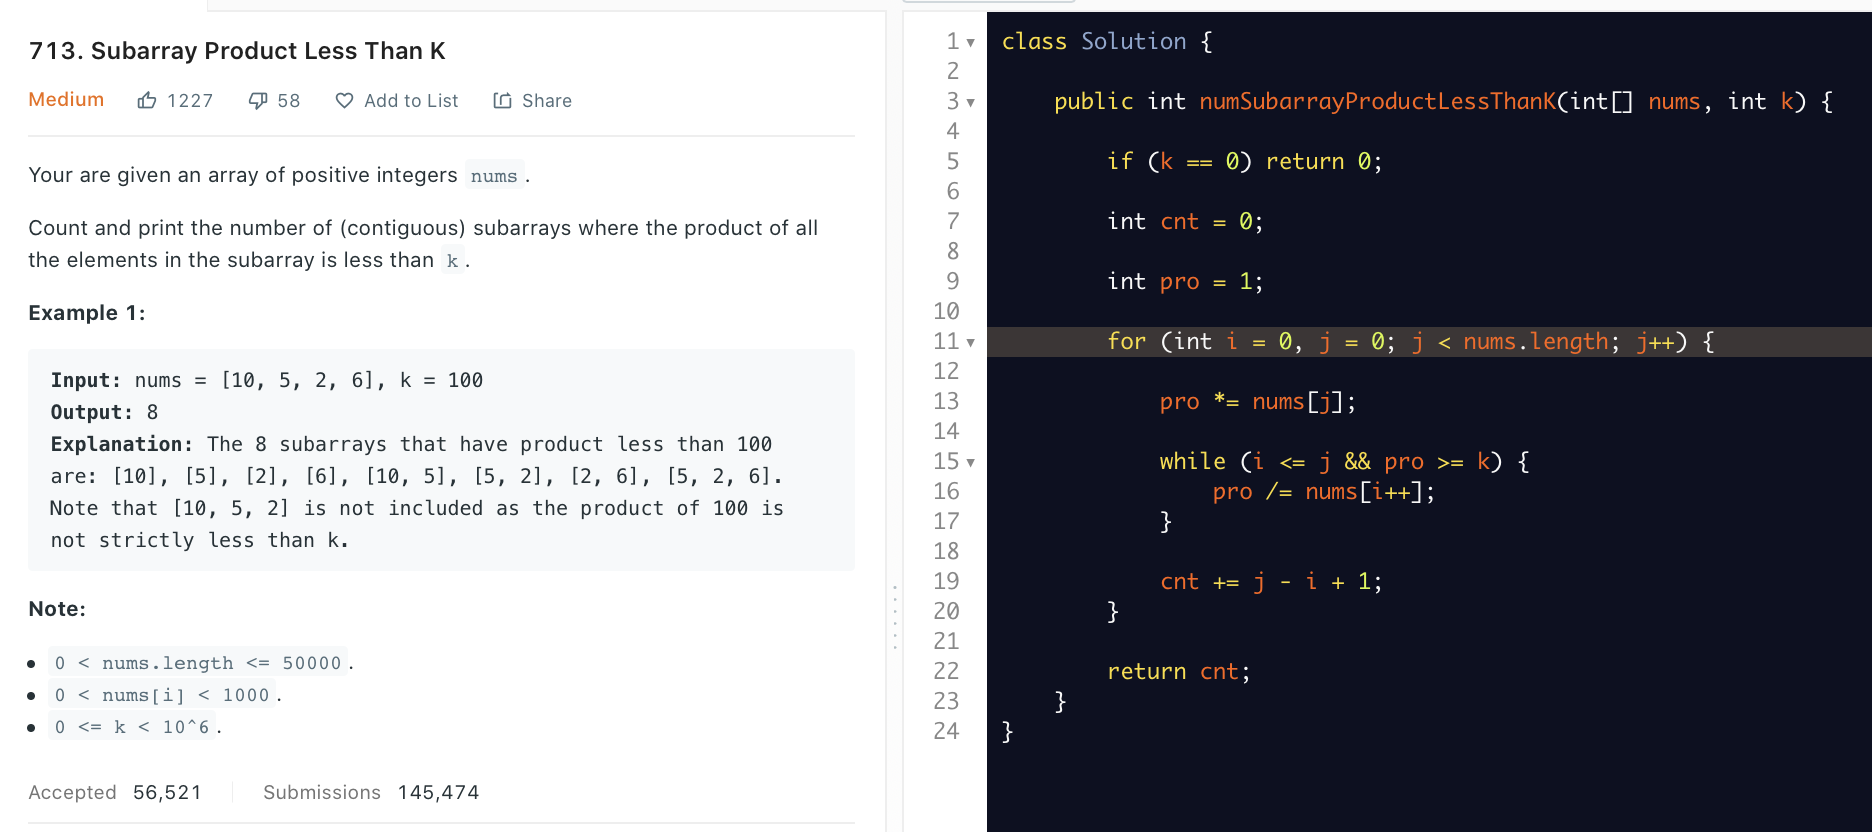 713. Subarray Product Less Than K
Medium 1227 58 Add to List Share
Your are given an array of positive integers nums.
Count and print the number of (contiguous) subarrays where the product of all
the elements in the subarray is less than k.
Example 1:
Input: nums = [10, 5, 2, 6], k = 100
Output: 8
Explanation: The 8 subarrays that have product less than 100
are: [10], [5], [2], [6], [10, 5], [5, 2], [2, 6], [5, 2, 6].
Note that [10, 5, 2] is not included as the product of 100 is
not strictly less than k.
Note:
• 0 < nums.length <= 50000.
• 0 < nums[i] < 1000.
• 0 <= k < 10^6.
Accepted 56,521 Submissions 145,474
1 class Solution {
2
3     public int numSubarrayProductLessThanK(int[] nums, int k) {
4
5         if (k == 0) return 0;
6
7         int cnt = 0;
8
9         int pro = 1;
10
11         for (int i = 0, j = 0; j < nums.length; j++) {
12
13             pro *= nums[j];
14
15             while (i <= j && pro >= k) {
16                 pro /= nums[i++];
17             }
18
19             cnt += j - i + 1;
20         }
21
22         return cnt;
23     }
24 }